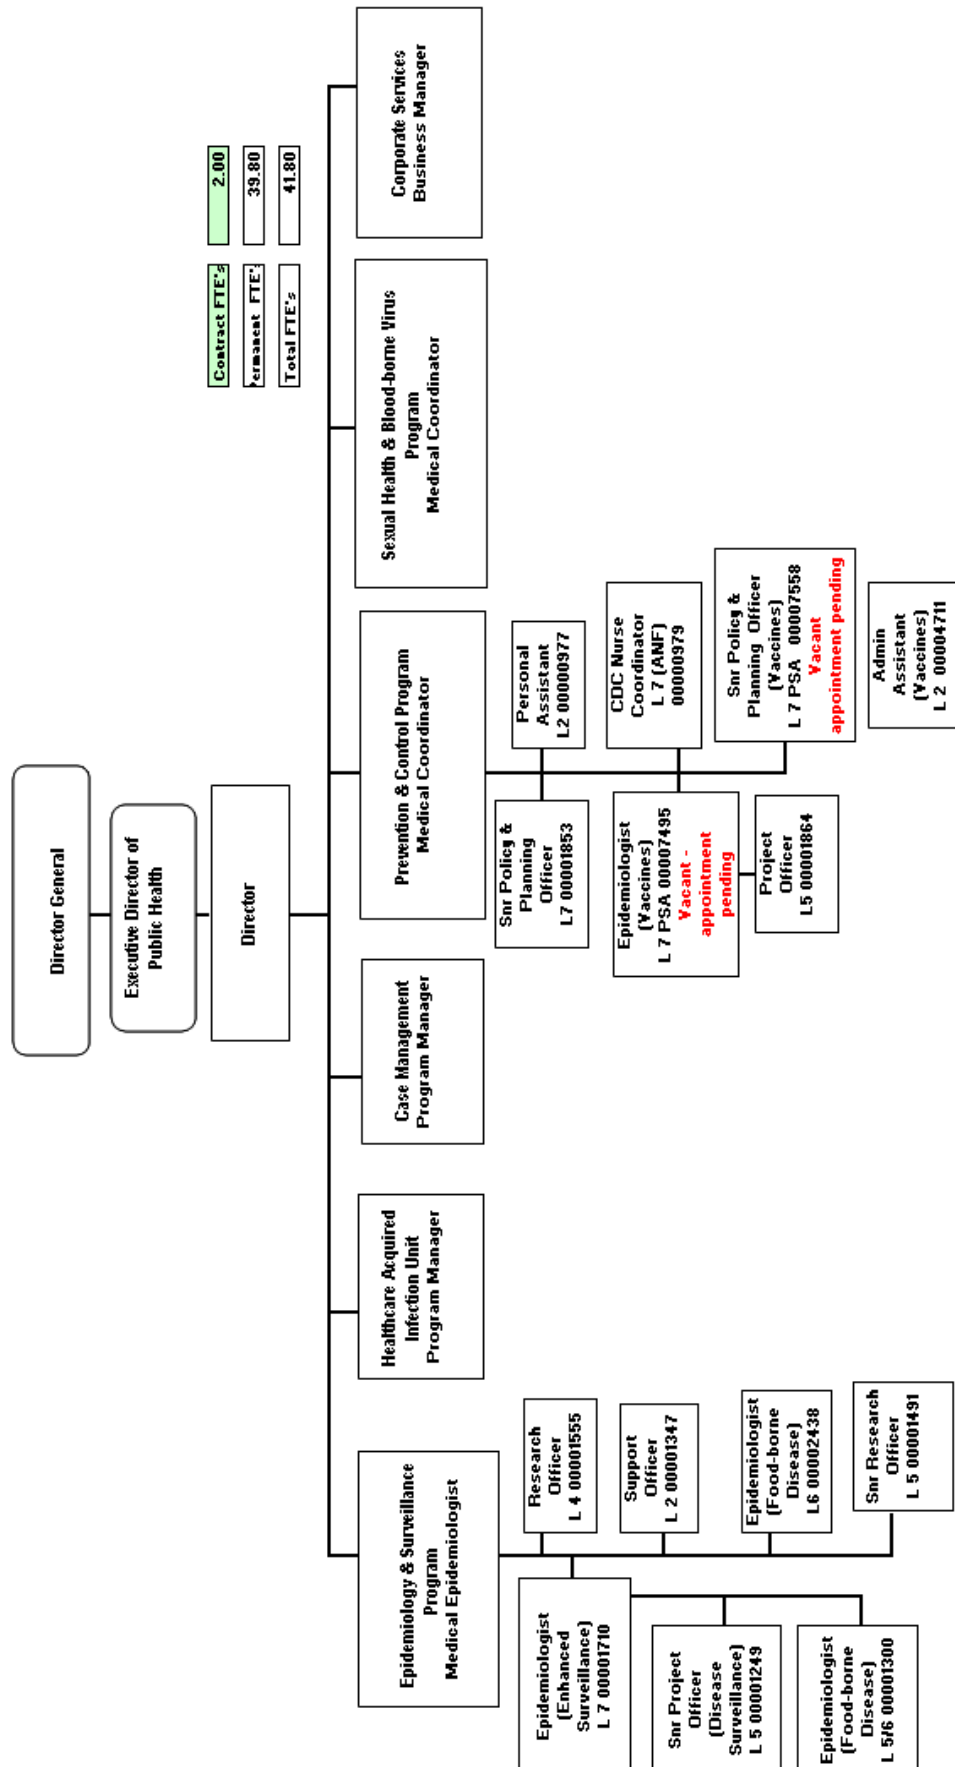 Director General
Executive Director of
Public Health
Director
Contract FTE's 2.00
ermanent FTE's 39.80
Total FTE's 41.80
Epidemiology & Surveillance
Program
Medical Epidemiologist
Healthcare Acquired
Infection Unit
Program Manager
Case Management
Program Manager
Prevention & Control Program
Medical Coordinator
Sexual Health & Blood-borne Virus
Program
Medical Coordinator
Corporate Services
Business Manager
Epidemiologist
(Enhanced
Surveillance)
L 7 00001710
Research
Officer
L 4 00001555
Support
Officer
L 2 00001347
Snr Project
Officer
(Disease
Surveillance)
L 5 00001249
Epidemiologist
(Food-borne
Disease)
L6 00002438
Epidemiologist
(Food-borne
Disease)
L 5/6 00001300
Snr Research
Officer
L 5 00001491
Snr Policy &
Planning
Officer
L7 00001853
Personal
Assistant
L2 00000977
Epidemiologist
(Vaccines)
L 7 PSA 00007495
Vacant -
appointment
pending
CDC Nurse
Coordinator
L 7 (ANF)
00000979
Project
Officer
L5 00001864
Snr Policy &
Planning Officer
(Vaccines)
L 7 PSA 00007558
Vacant
appointment pending
Admin
Assistant
(Vaccines)
L 2 00004711